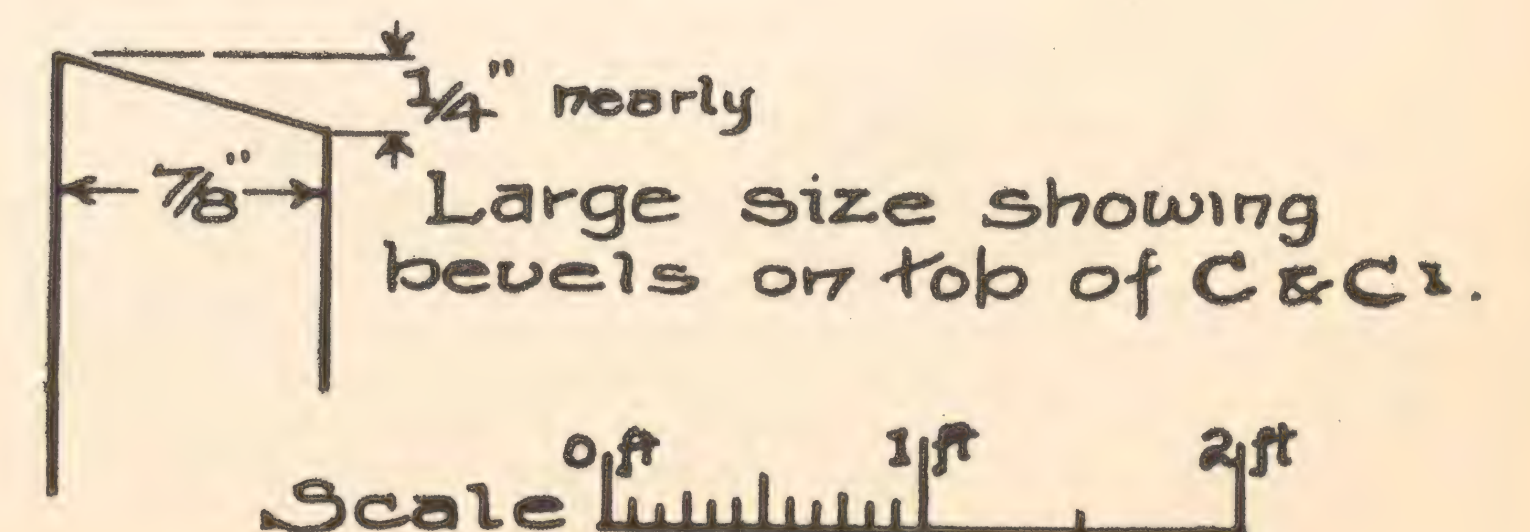 1/4" nearly
7/8"
Large size showing
bevels on top of C & C1.
0 ft 1 ft 2 ft
Scale